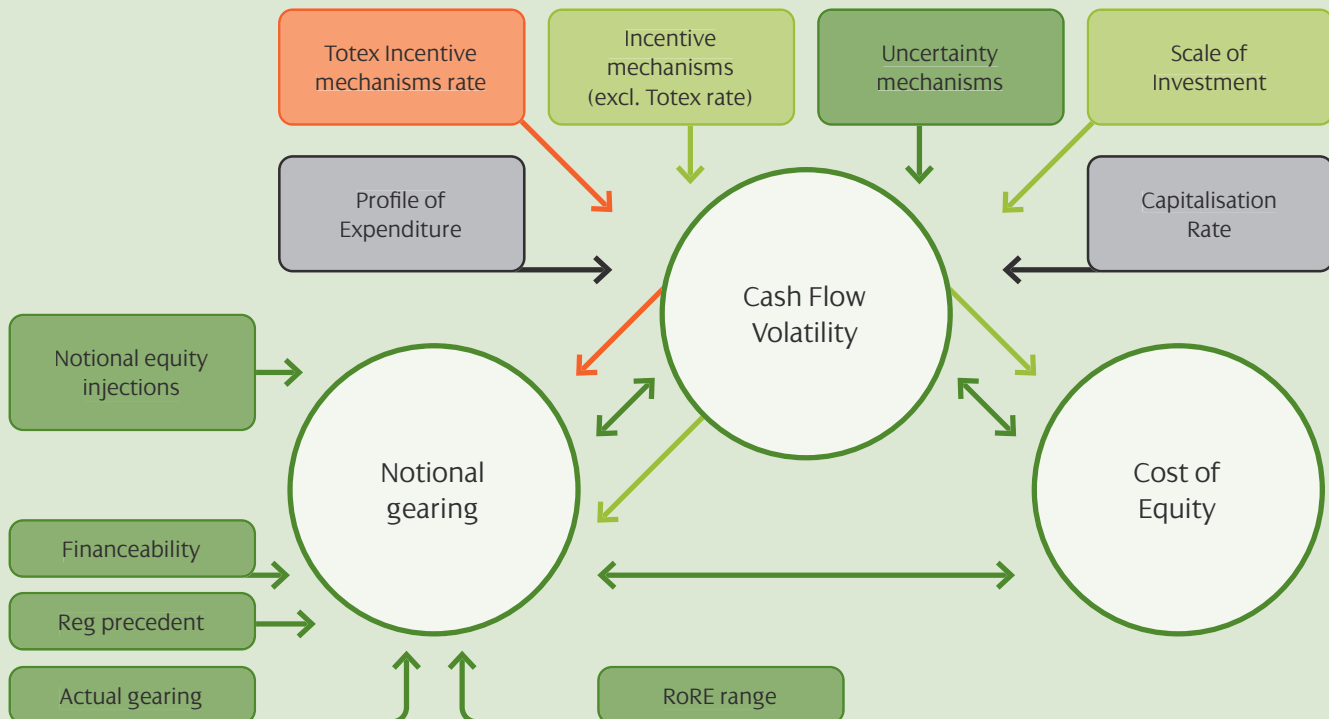 Totex Incentive
mechanisms rate
Incentive
mechanisms
(excl. Totex rate)
Uncertainty
mechanisms
Scale of
Investment
Profile of
Expenditure
Capitalisation
Rate
Cash Flow
Volatility
Notional equity
injections
Notional
gearing
Cost of
Equity
Financeability
Reg precedent
Actual gearing
RoRE range